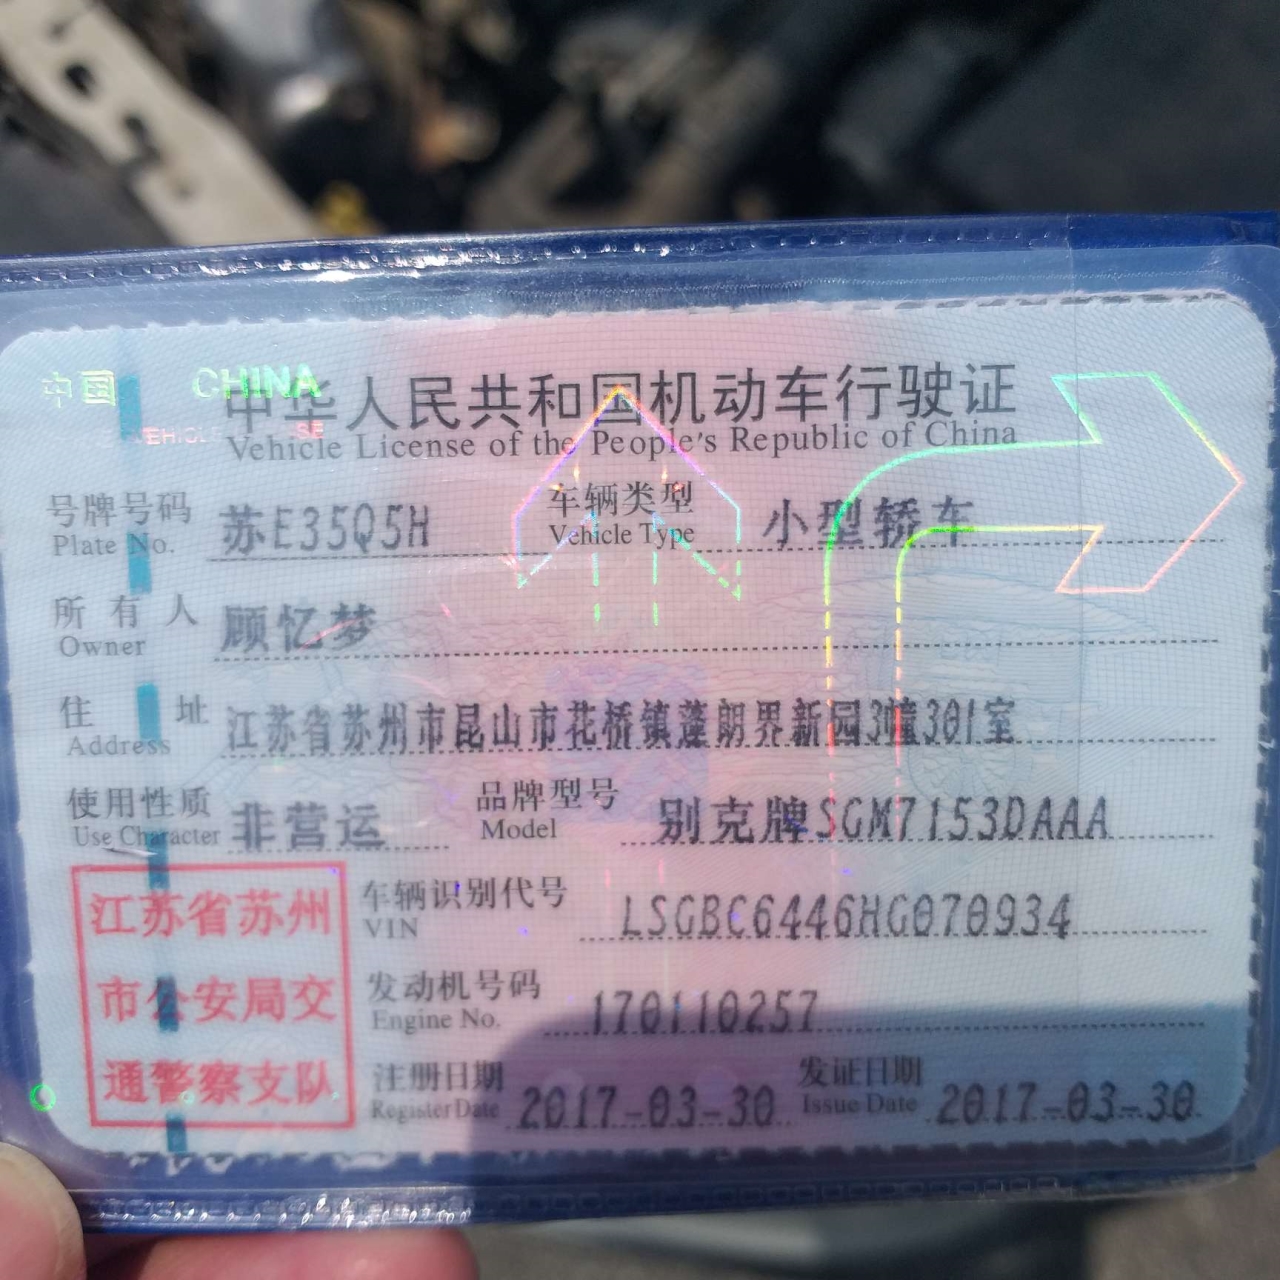 中国 CHINA
中华人民共和国机动车行驶证
Vehicle License of the People's Republic of China
号牌号码 苏E35Q5H 车辆类型 小型轿车
Plate No. Vehicle Type
所有人 顾忆梦
Owner
住址 江苏省苏州市昆山市花桥镇蓬朗界新园3幢301室
Address
使用性质 非营运 品牌型号 别克牌SGM7153DAAA
Use Character Model
江苏省苏州
市公安局交
通警察支队
车辆识别代号 LSGBC6446HG070934
VIN
发动机号码 170110257
Engine No.
注册日期 2017-03-30 发证日期 2017-03-30
Register Date Issue Date